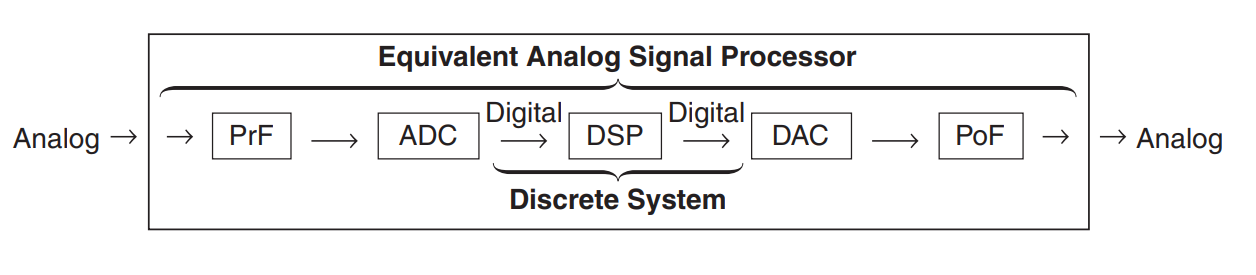 Equivalent Analog Signal Processor
Digital Digital
Analog PrF ADC DSP DAC PoF Analog
Discrete System